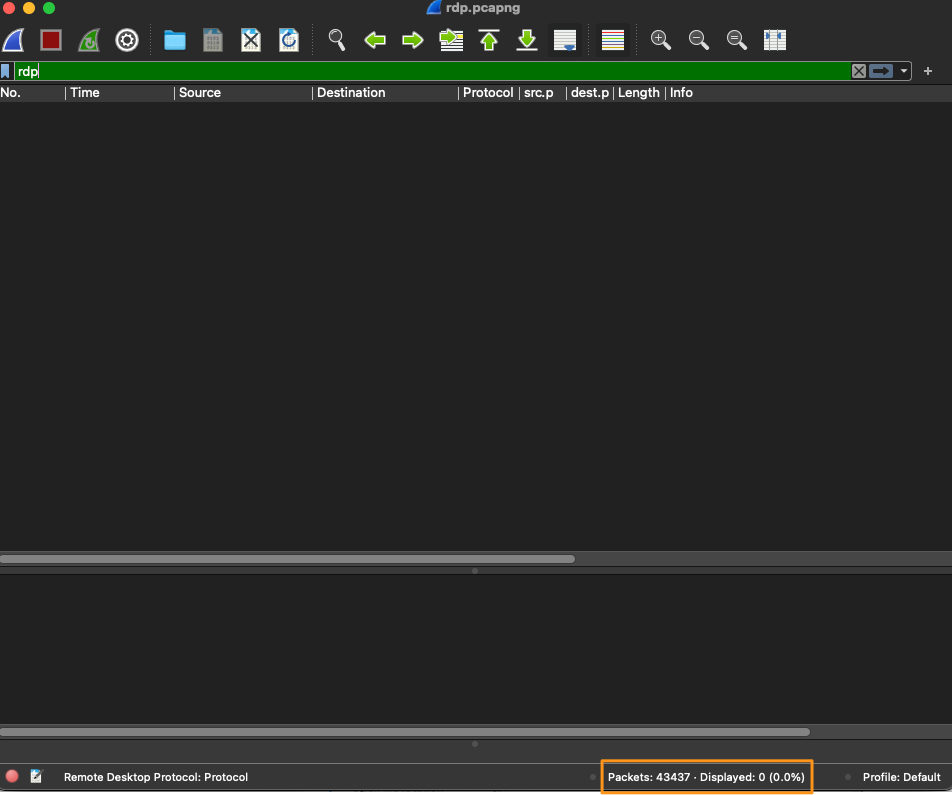 rdp.pcapng
rdp
No. Time Source Destination Protocol src.p dest.p Length Info
Remote Desktop Protocol: Protocol Packets: 43437 · Displayed: 0 (0.0%) Profile: Default